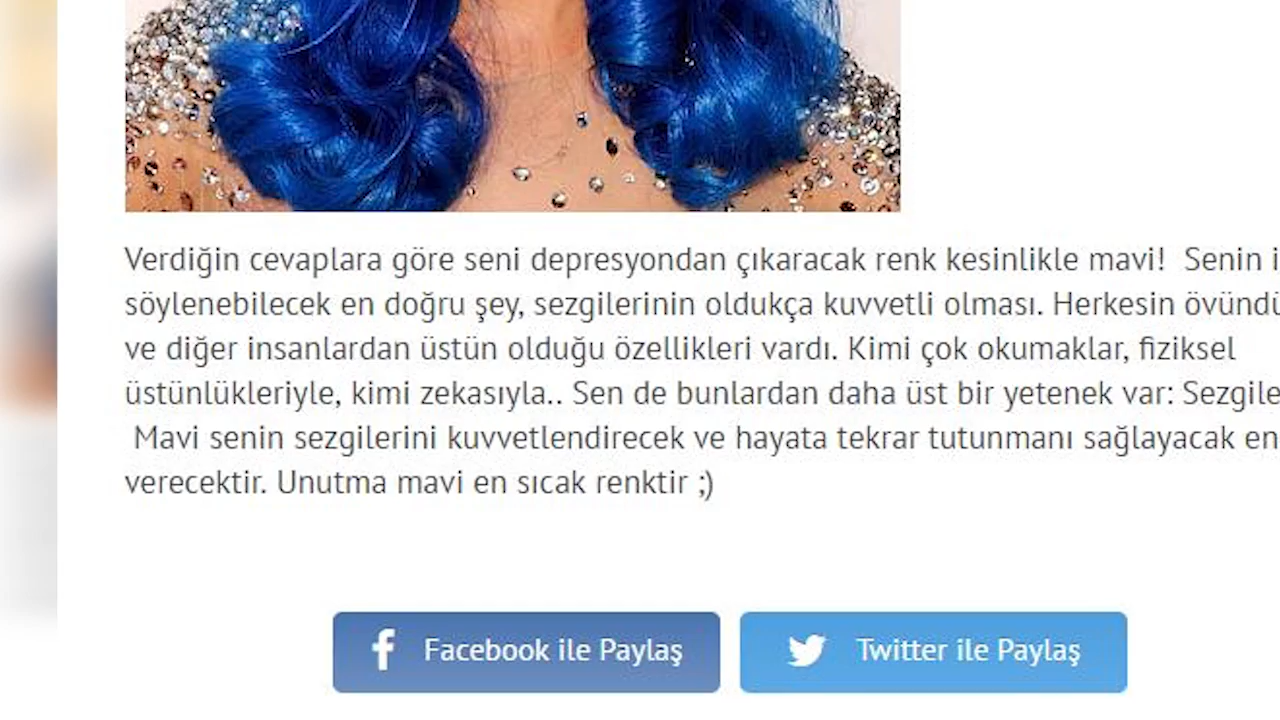 Verdiğin cevaplara göre seni depresyondan çıkaracak renk kesinlikle mavi! Senin
söylenebilecek en doğru şey, sezgilerinin oldukça kuvvetli olması. Herkesin
ve diğer insanlardan üstün olduğu özellikleri vardı. Kimi çok okumaklar, fiziksel
üstünlükleriyle, kimi zekasıyla.. Sen de bunlardan daha üst bir yetenek var:
Mavi senin sezgilerini kuvvetlendirecek ve hayata tekrar tutunmanı sağlayacak
verecektir. Unutma mavi en sıcak renktir ;)
Facebook ile Paylaş
Twitter ile Paylaş